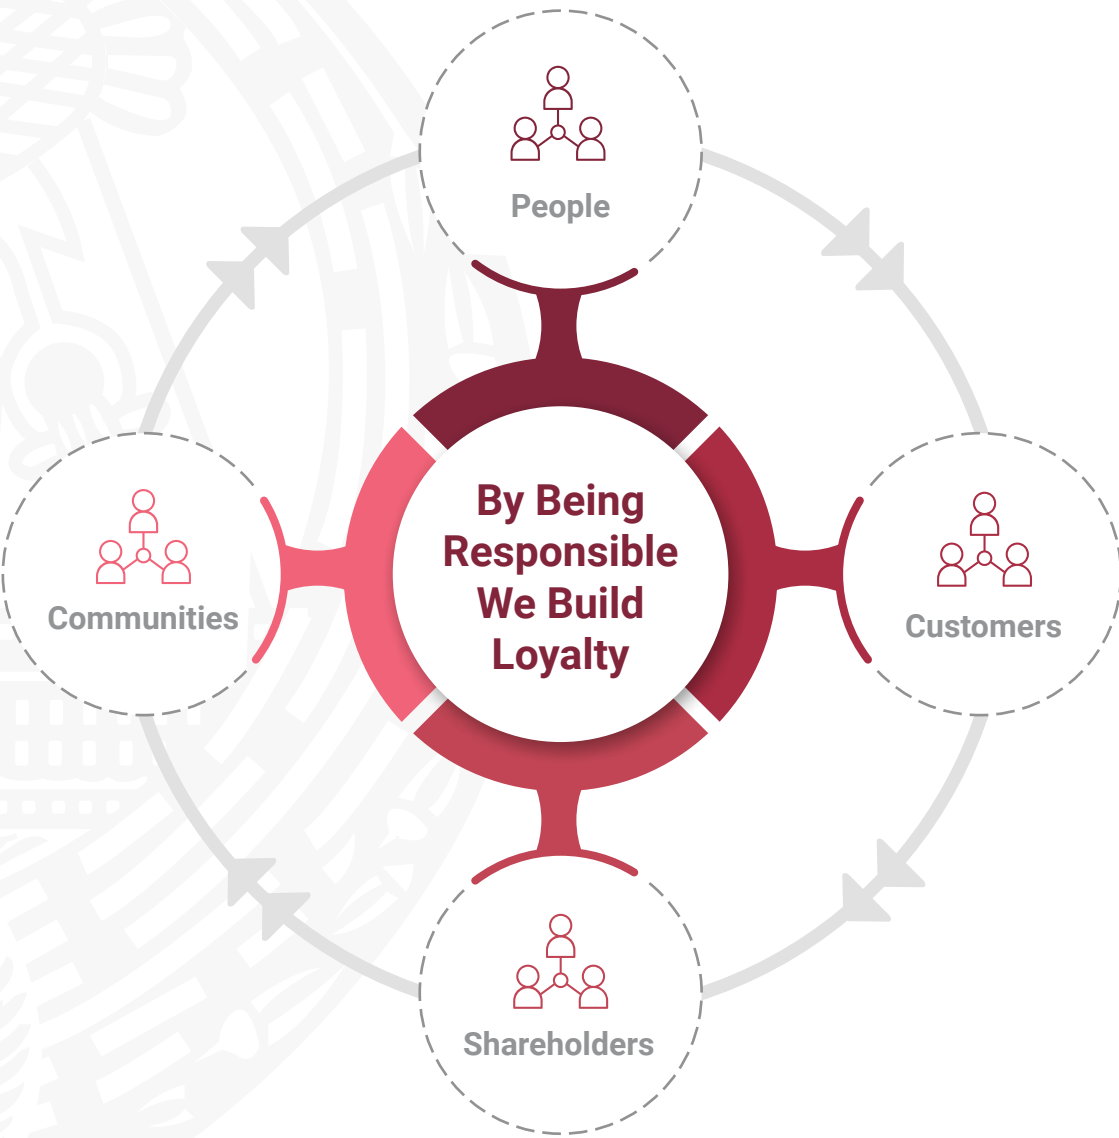 People
By Being
Responsible
We Build
Loyalty
Communities
Customers
Shareholders